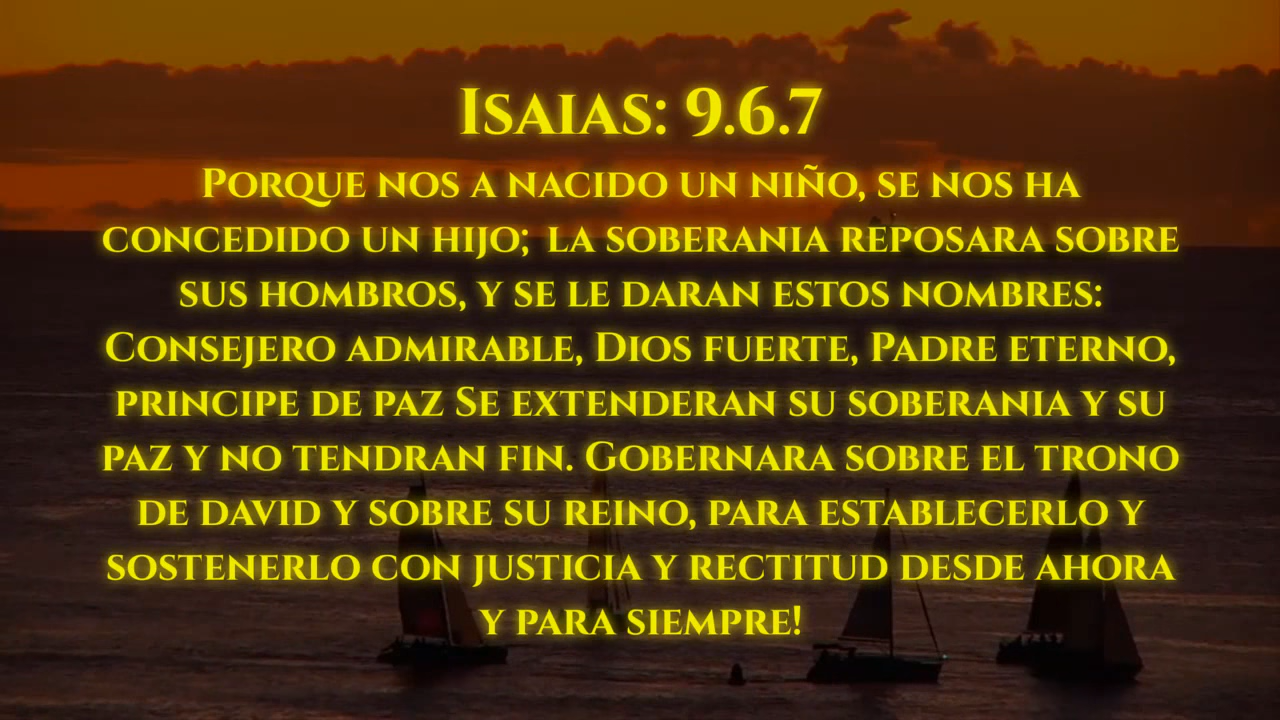 Isaias: 9.6.7
Porque nos a nacido un niño, se nos ha
concedido un hijo; la soberania reposara sobre
sus hombros, y se le daran estos nombres:
Consejero admirable, Dios fuerte, Padre eterno,
principe de paz Se extenderan su soberania y su
paz y no tendran fin. Gobernara sobre el trono
de david y sobre su reino, para establecerlo y
sostenerlo con justicia y rectitud desde ahora
y para siempre!